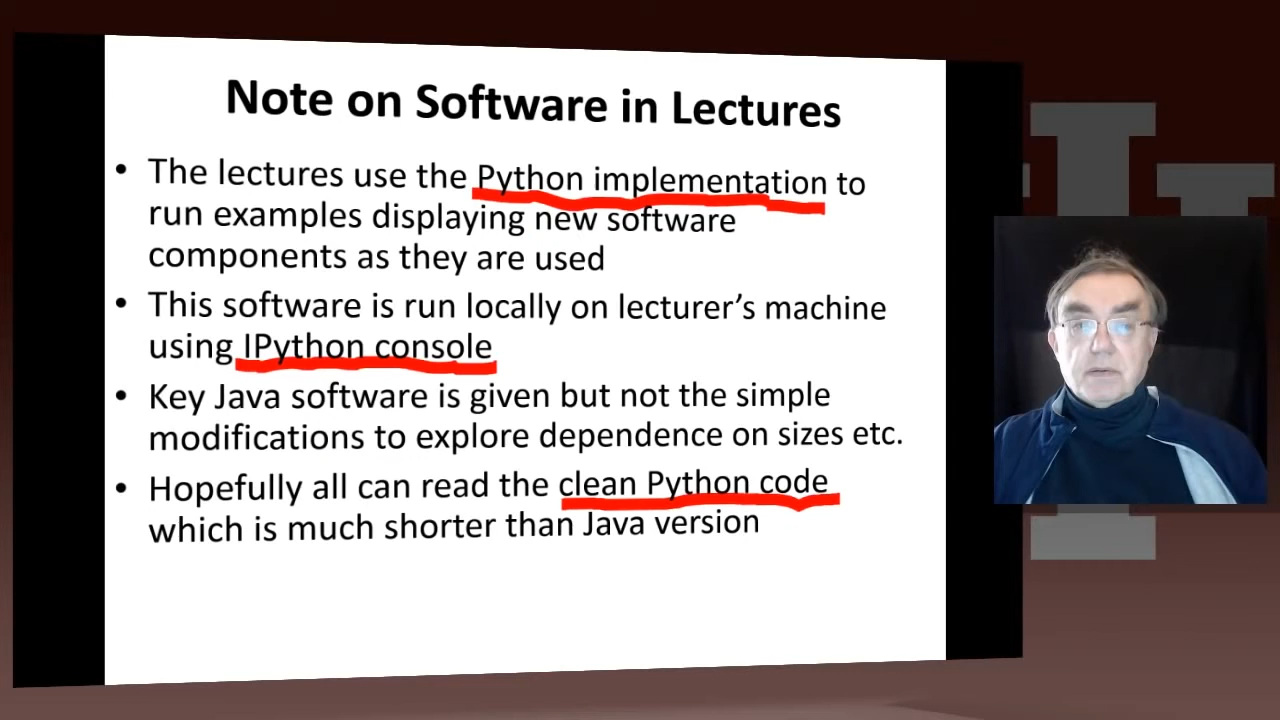 Note on Software in Lectures
• The lectures use the Python implementation to
run examples displaying new software
components as they are used
• This software is run locally on lecturer's machine
using IPython console
• Key Java software is given but not the simple
modifications to explore dependence on sizes etc.
• Hopefully all can read the clean Python code
which is much shorter than Java version